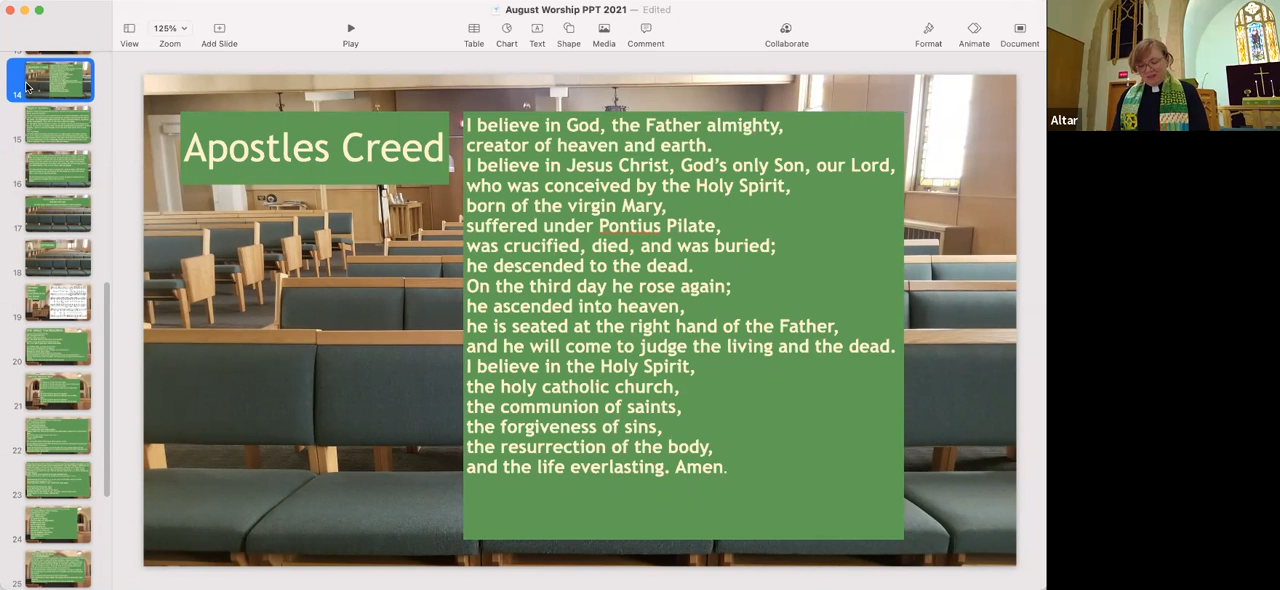 August Worship PPT 2021 — Edited
125%
View
Zoom
Add Slide
Play
Table
Chart
Text
Shape
Media
Comment
Collaborate
Format
Animate
Document
14
15
16
17
18
19
20
21
22
23
24
25
Apostles Creed
I believe in God, the Father almighty,
creator of heaven and earth.
I believe in Jesus Christ, God’s only Son, our Lord,
who was conceived by the Holy Spirit,
born of the virgin Mary,
suffered under Pontius Pilate,
was crucified, died, and was buried;
he descended to the dead.
On the third day he rose again;
he ascended into heaven,
he is seated at the right hand of the Father,
and he will come to judge the living and the dead.
I believe in the Holy Spirit,
the holy catholic church,
the communion of saints,
the forgiveness of sins,
the resurrection of the body,
and the life everlasting. Amen.
Altar